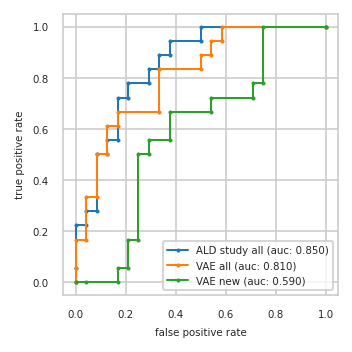 1.0
0.8
0.6
0.4
0.2
0.0
true positive rate
ALD study all (auc: 0.850)
VAE all (auc: 0.810)
VAE new (auc: 0.590)
0.0 0.2 0.4 0.6 0.8 1.0
false positive rate